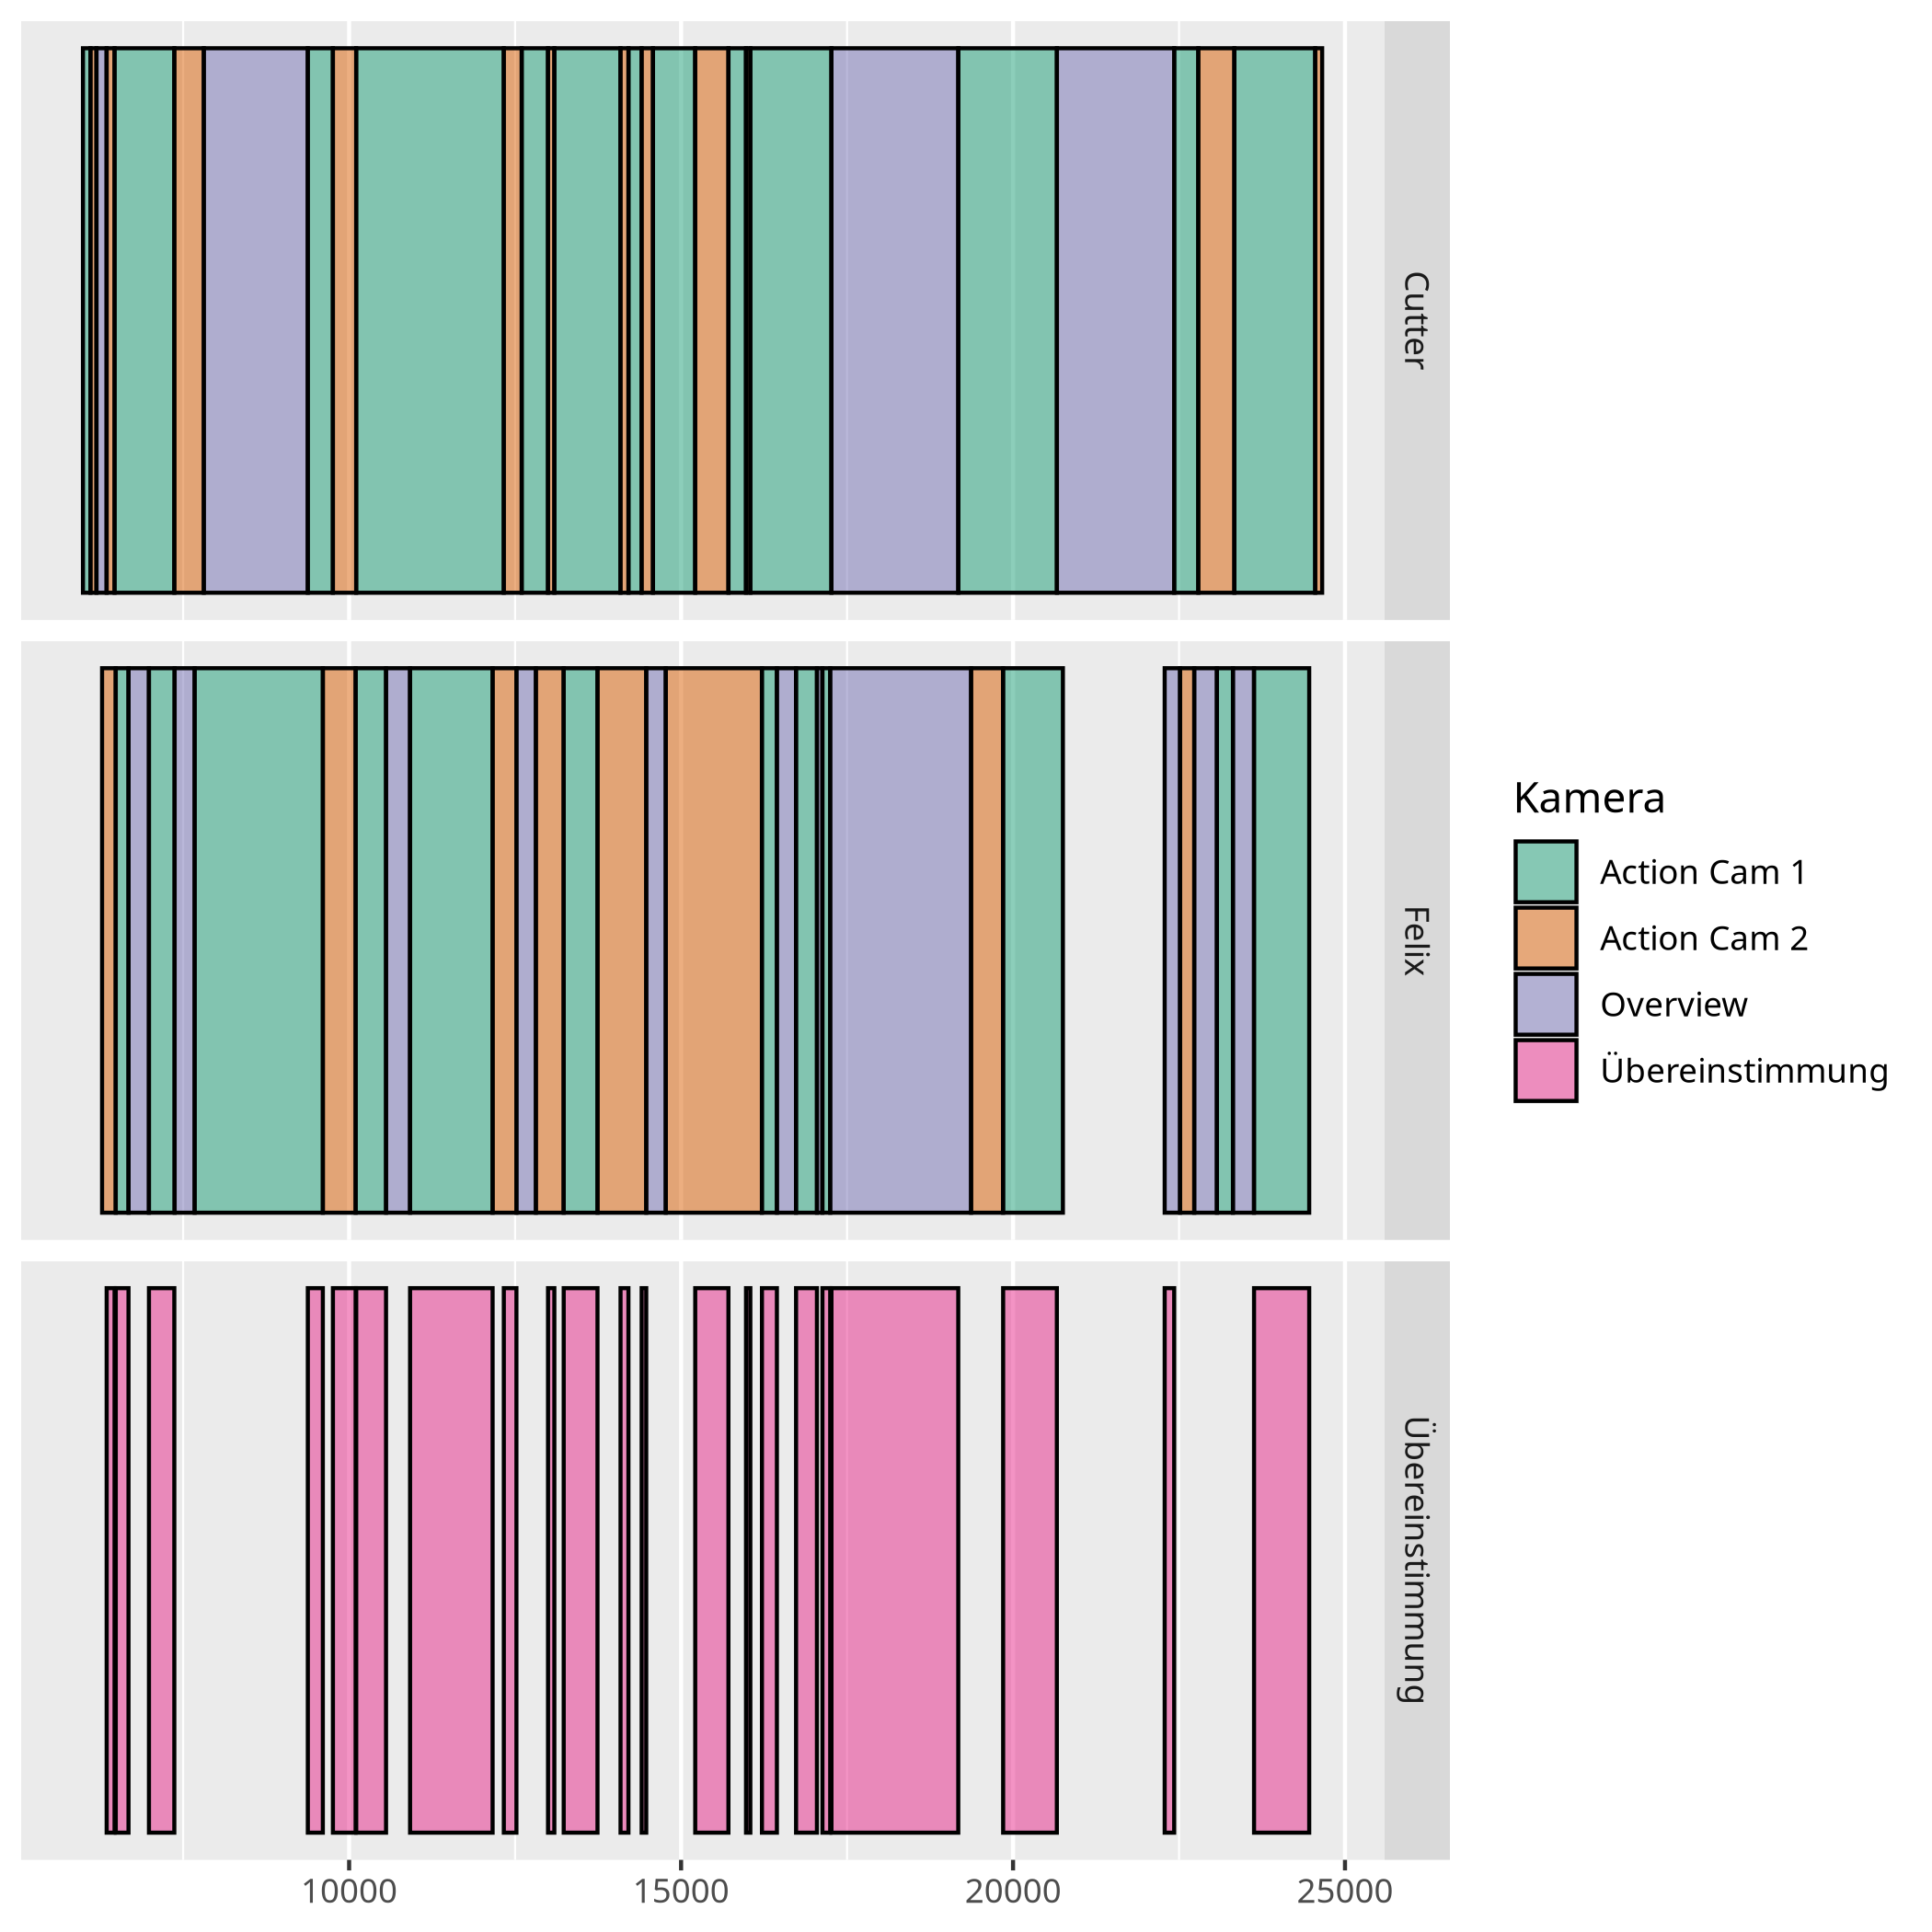 Cutter
Felix
Übereinstimmung
10000
15000
20000
25000
Kamera
Action Cam 1
Action Cam 2
Overview
Übereinstimmung